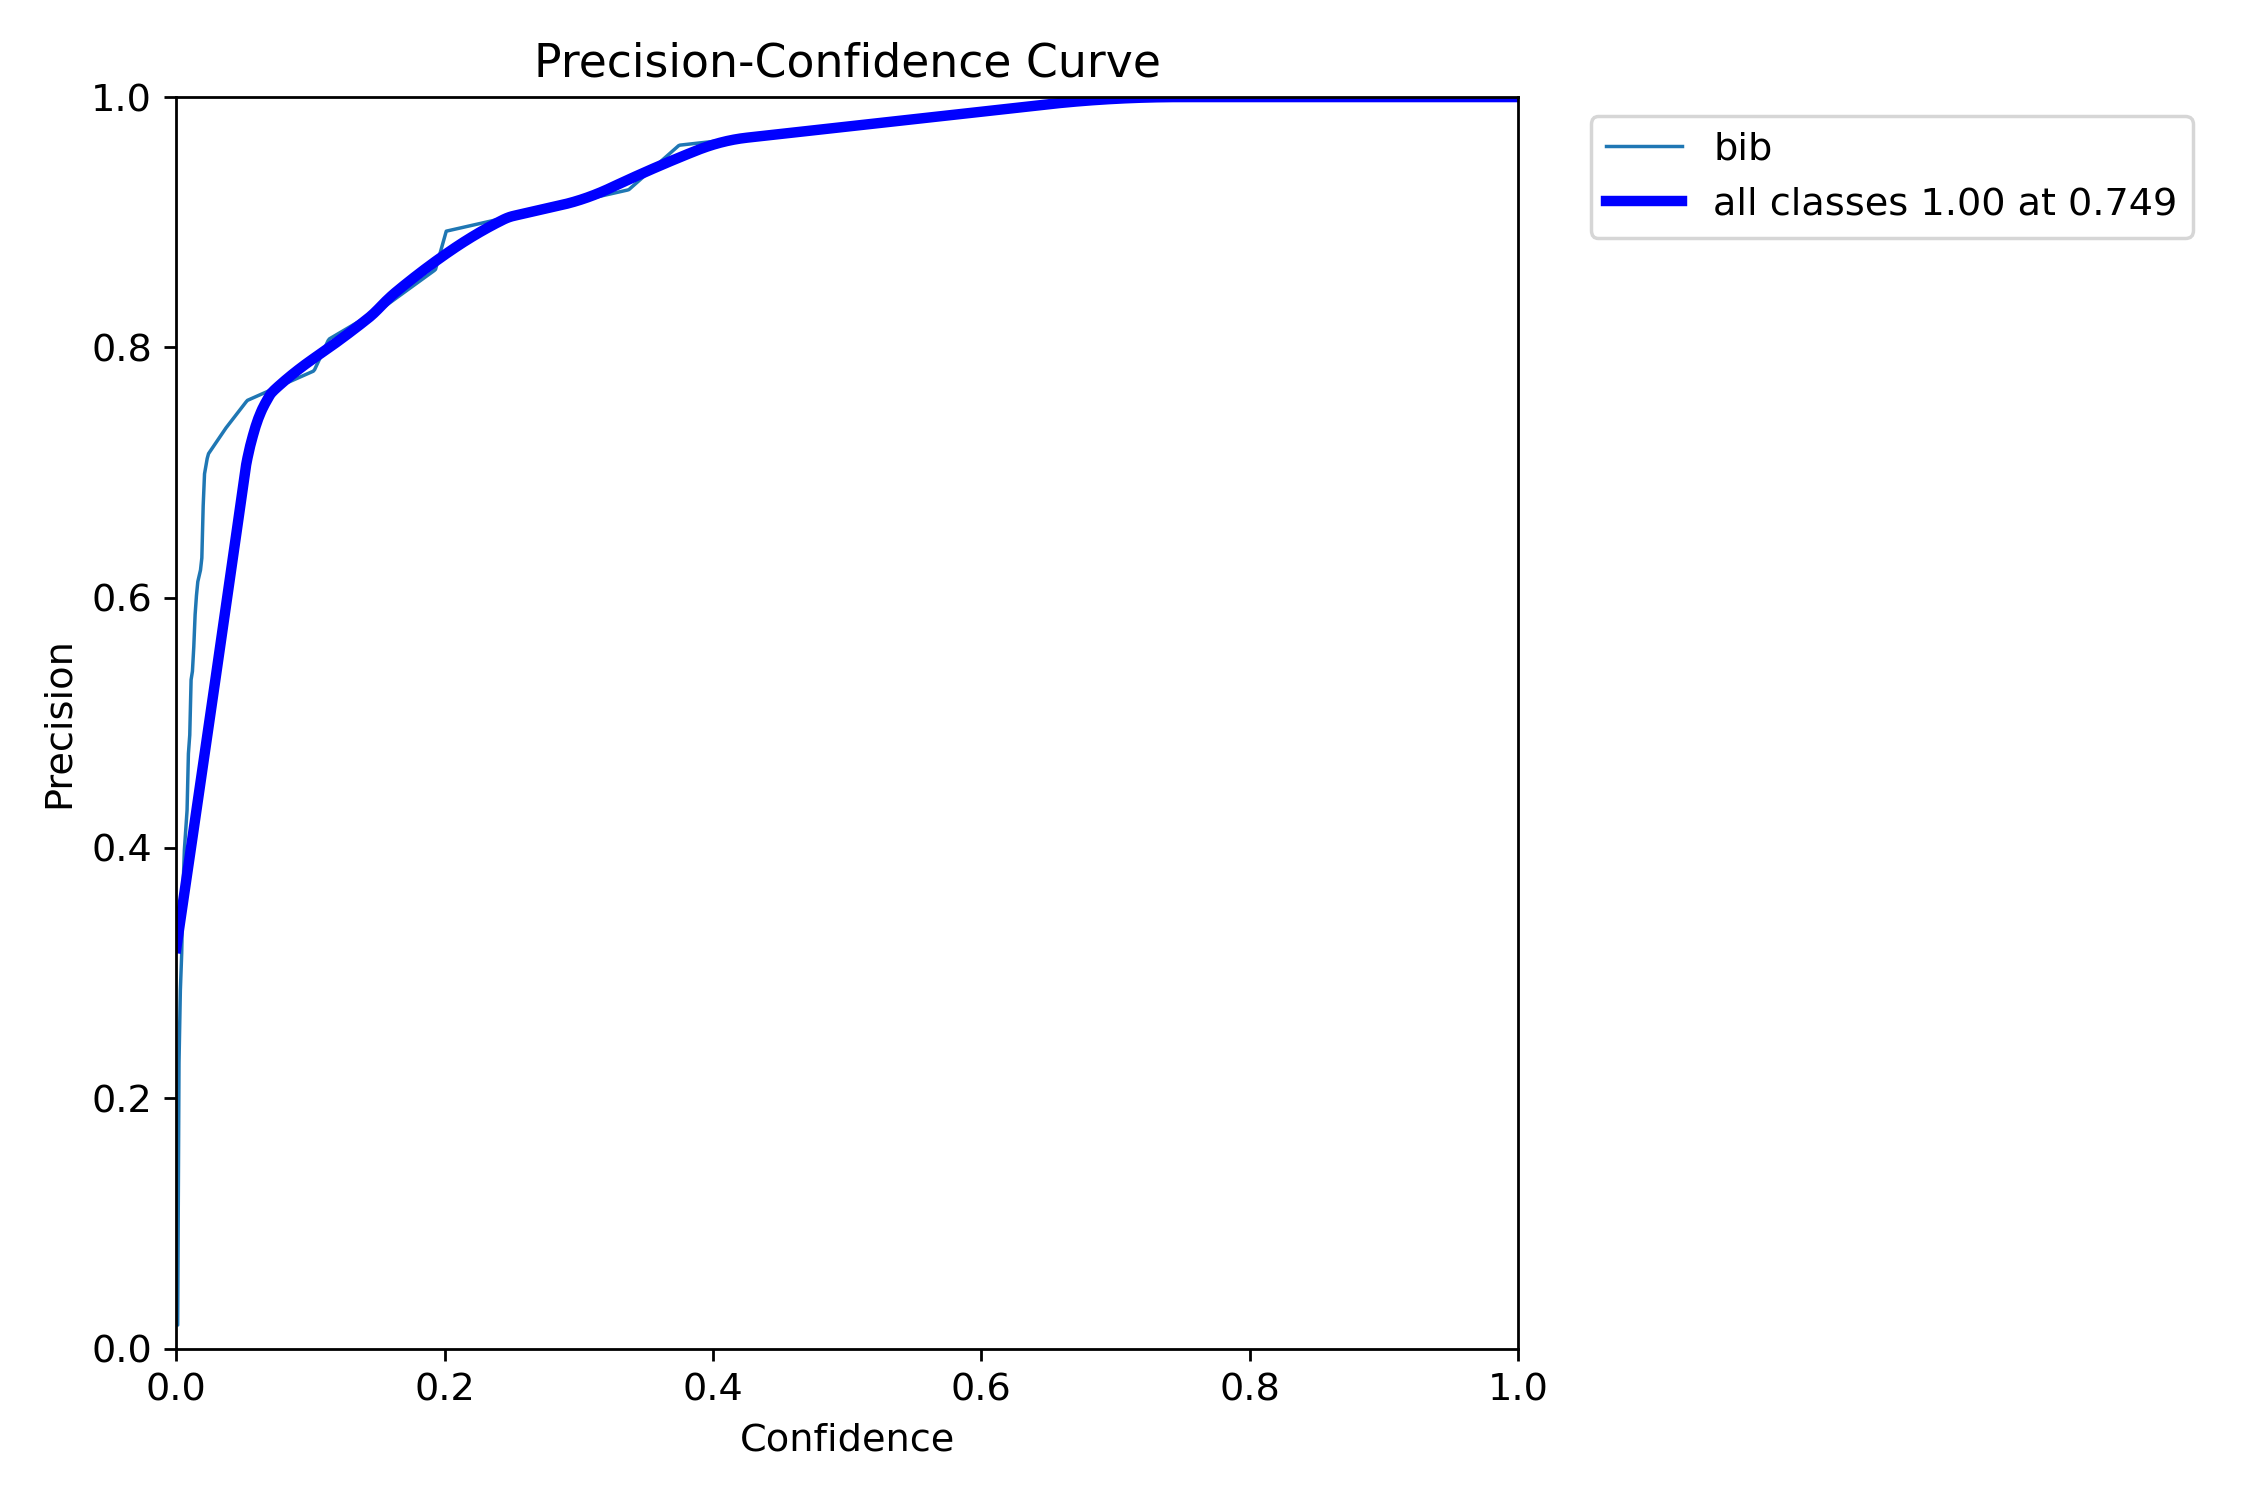 Precision-Confidence Curve
1.0
0.8
0.6
0.4
0.2
0.0
Precision
0.0 0.2 0.4 0.6 0.8 1.0
Confidence
bib
all classes 1.00 at 0.749